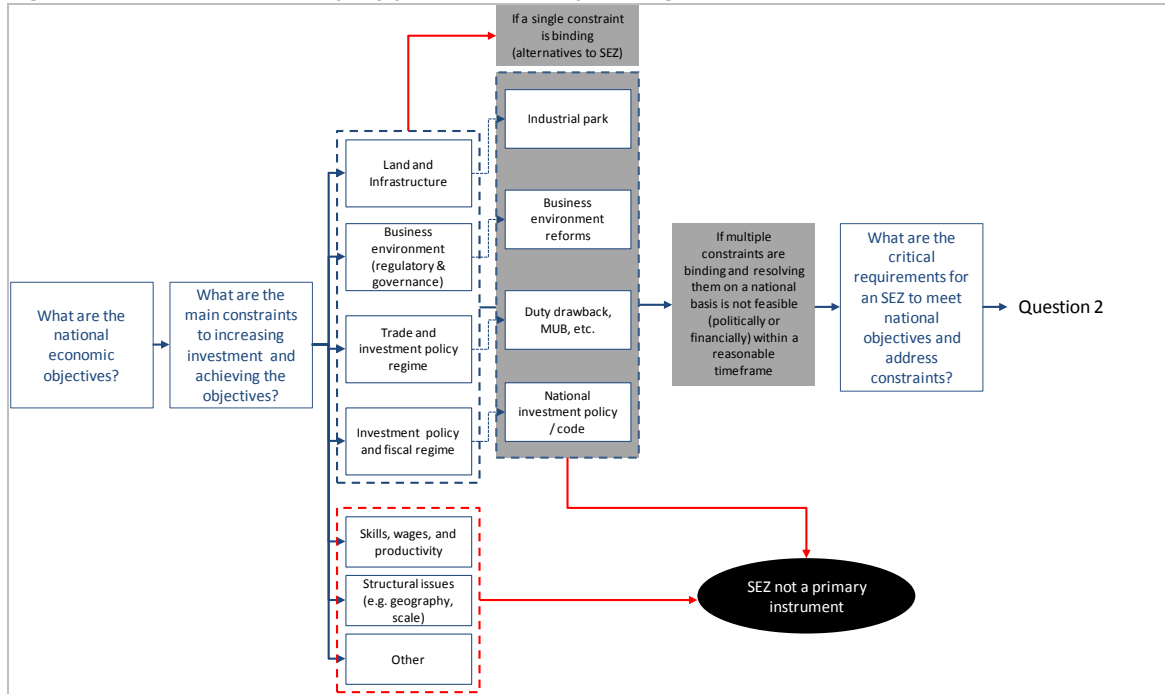 If a single constraint
is binding
(alternatives to SEZ)
Industrial park
Land and
Infrastructure
Business
environment
reforms
Business
environment
(regulatory &
governance)
If multiple
constraints are
binding and resolving
them on a national
basis is not feasible
(politically or
financially) within a
reasonable
timeframe
What are the
critical
requirements for
an SEZ to meet
national
objectives and
address
constraints?
Question 2
What are the
national
economic
objectives?
What are the
main constraints
to increasing
investment and
achieving the
objectives?
Duty drawback,
MUB, etc.
Trade and
investment policy
regime
National
investment policy
/ code
Investment policy
and fiscal regime
Skills, wages, and
productivity
Structural issues
(e.g. geography,
scale)
SEZ not a primary
instrument
Other